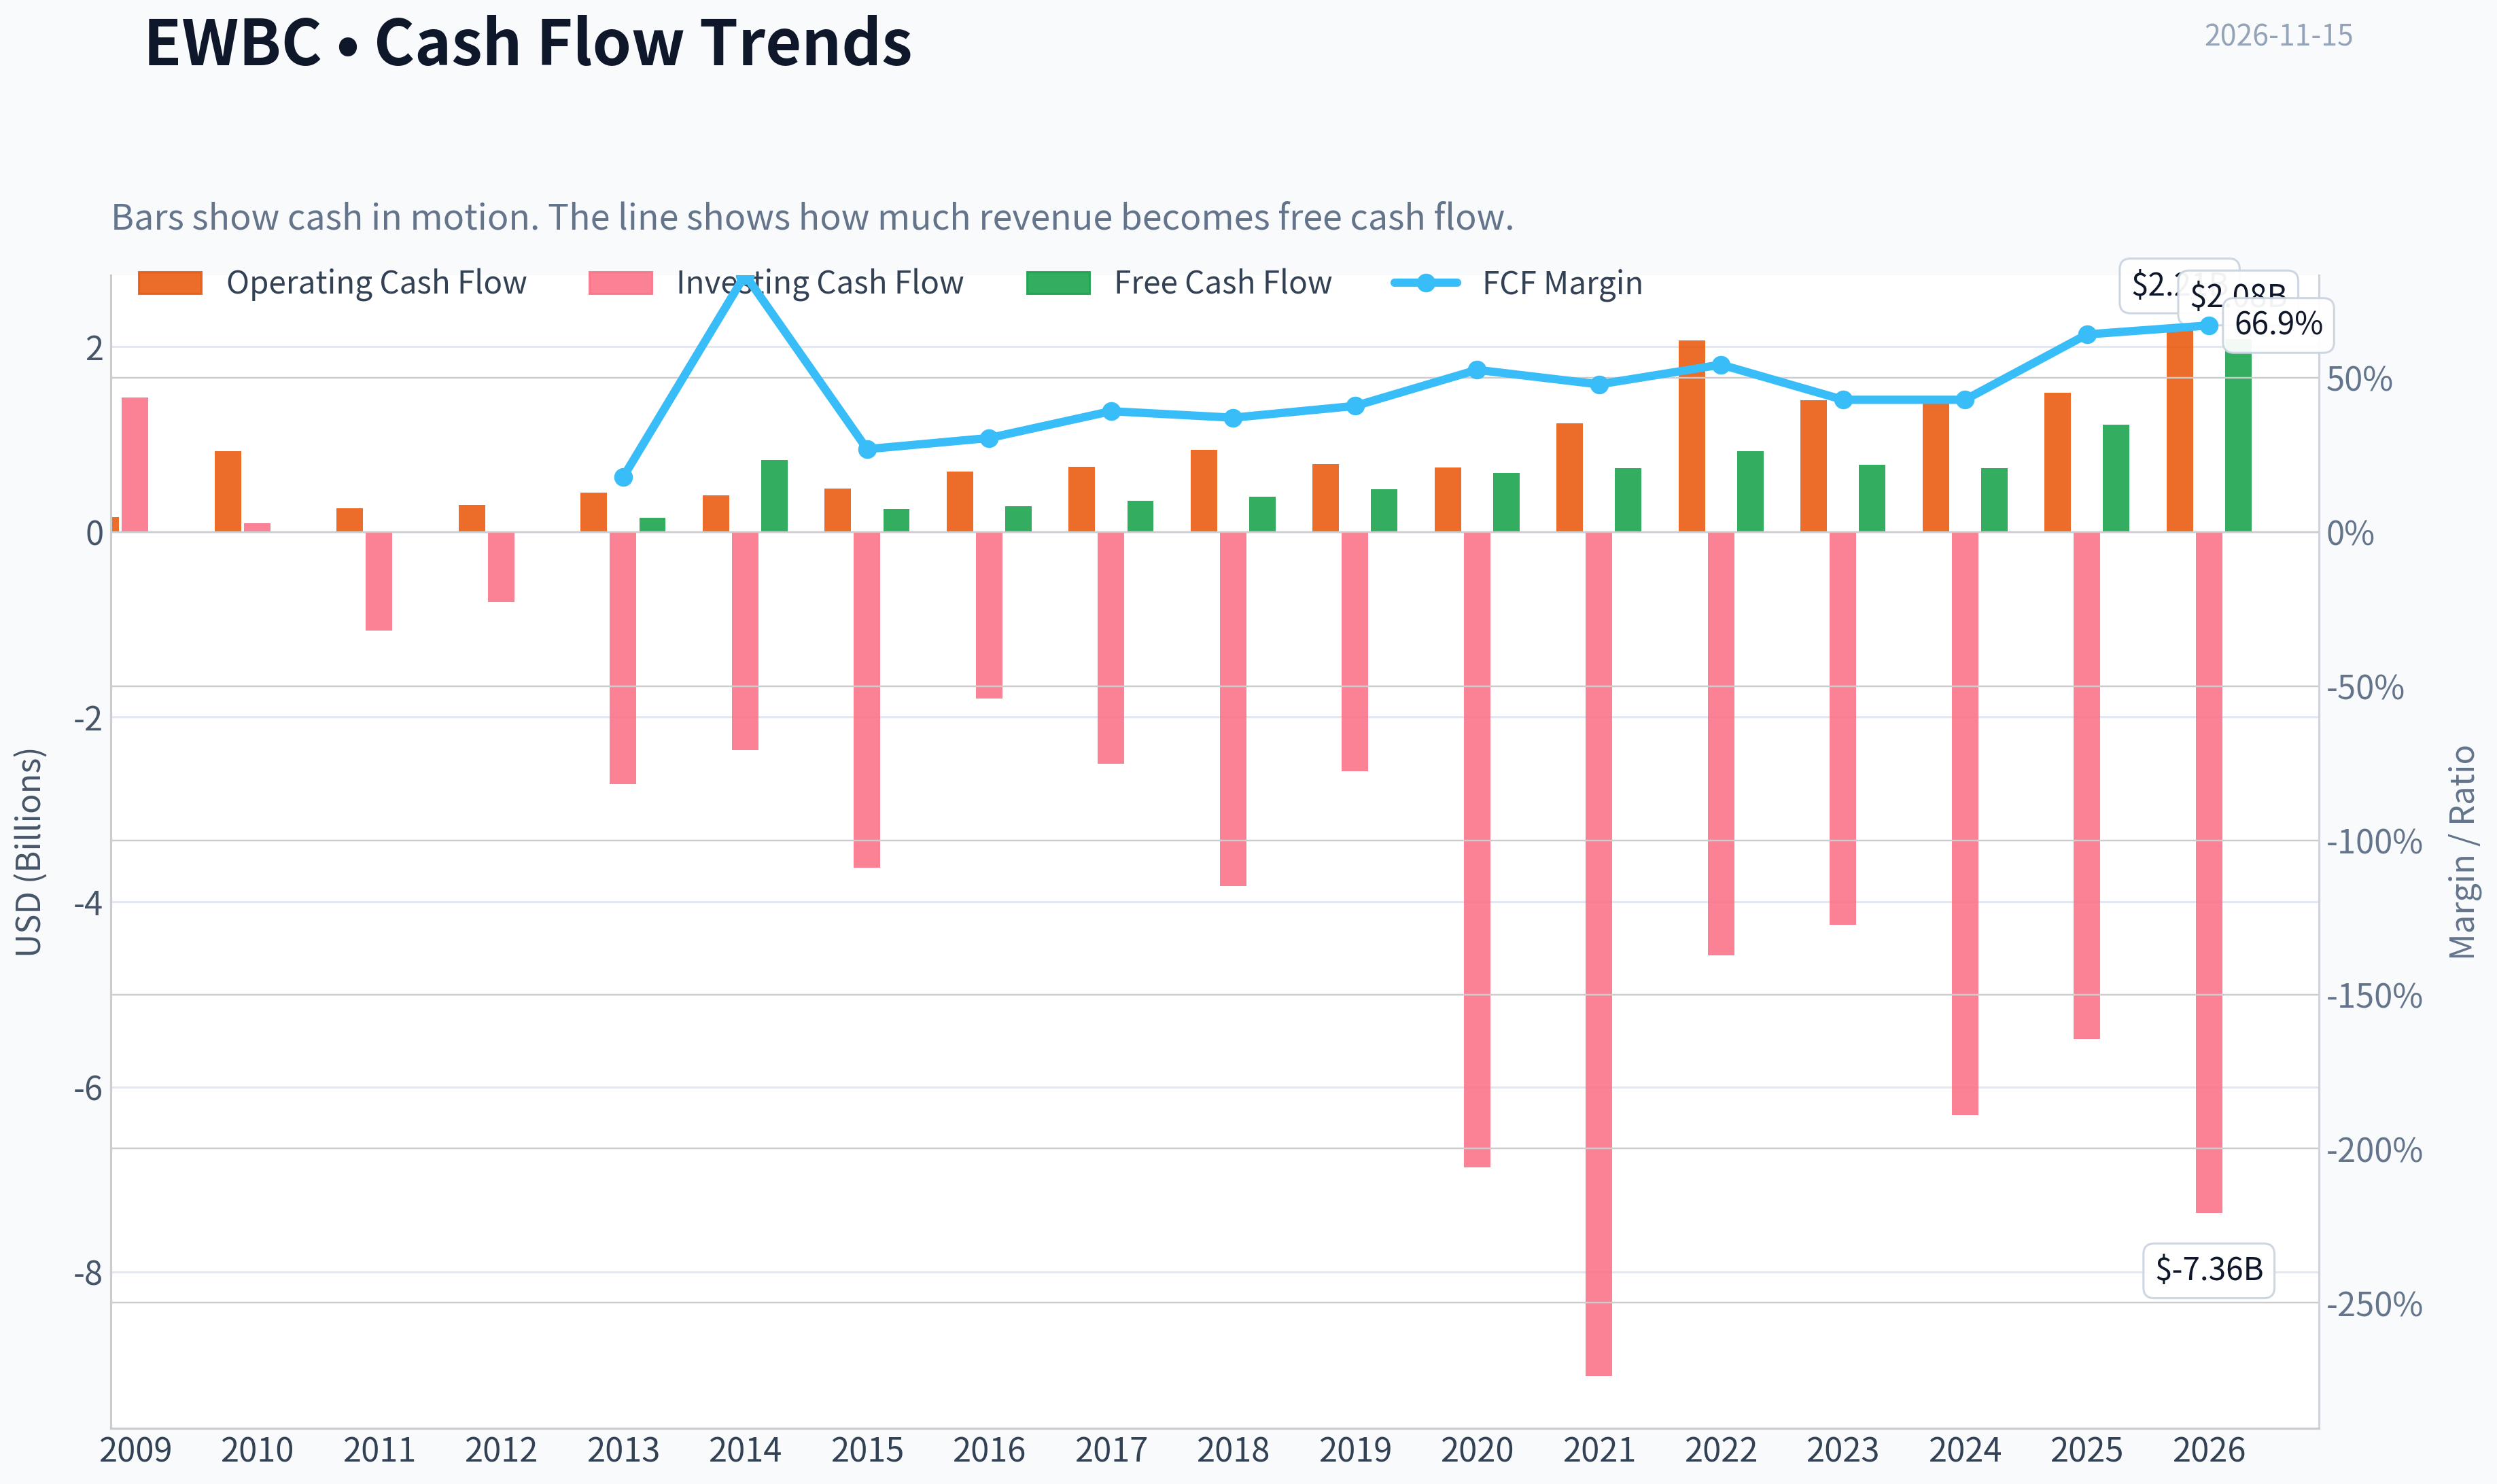 EWBC • Cash Flow Trends
2026-11-15
Bars show cash in motion. The line shows how much revenue becomes free cash flow.
Operating Cash Flow
Investing Cash Flow
Free Cash Flow
FCF Margin
$2.08B
66.9%
$-7.36B
2
0
-2
-4
-6
-8
USD (Billions)
50%
0%
-50%
-100%
-150%
-200%
-250%
Margin / Ratio
2009 2010 2011 2012 2013 2014 2015 2016 2017 2018 2019 2020 2021 2022 2023 2024 2025 2026